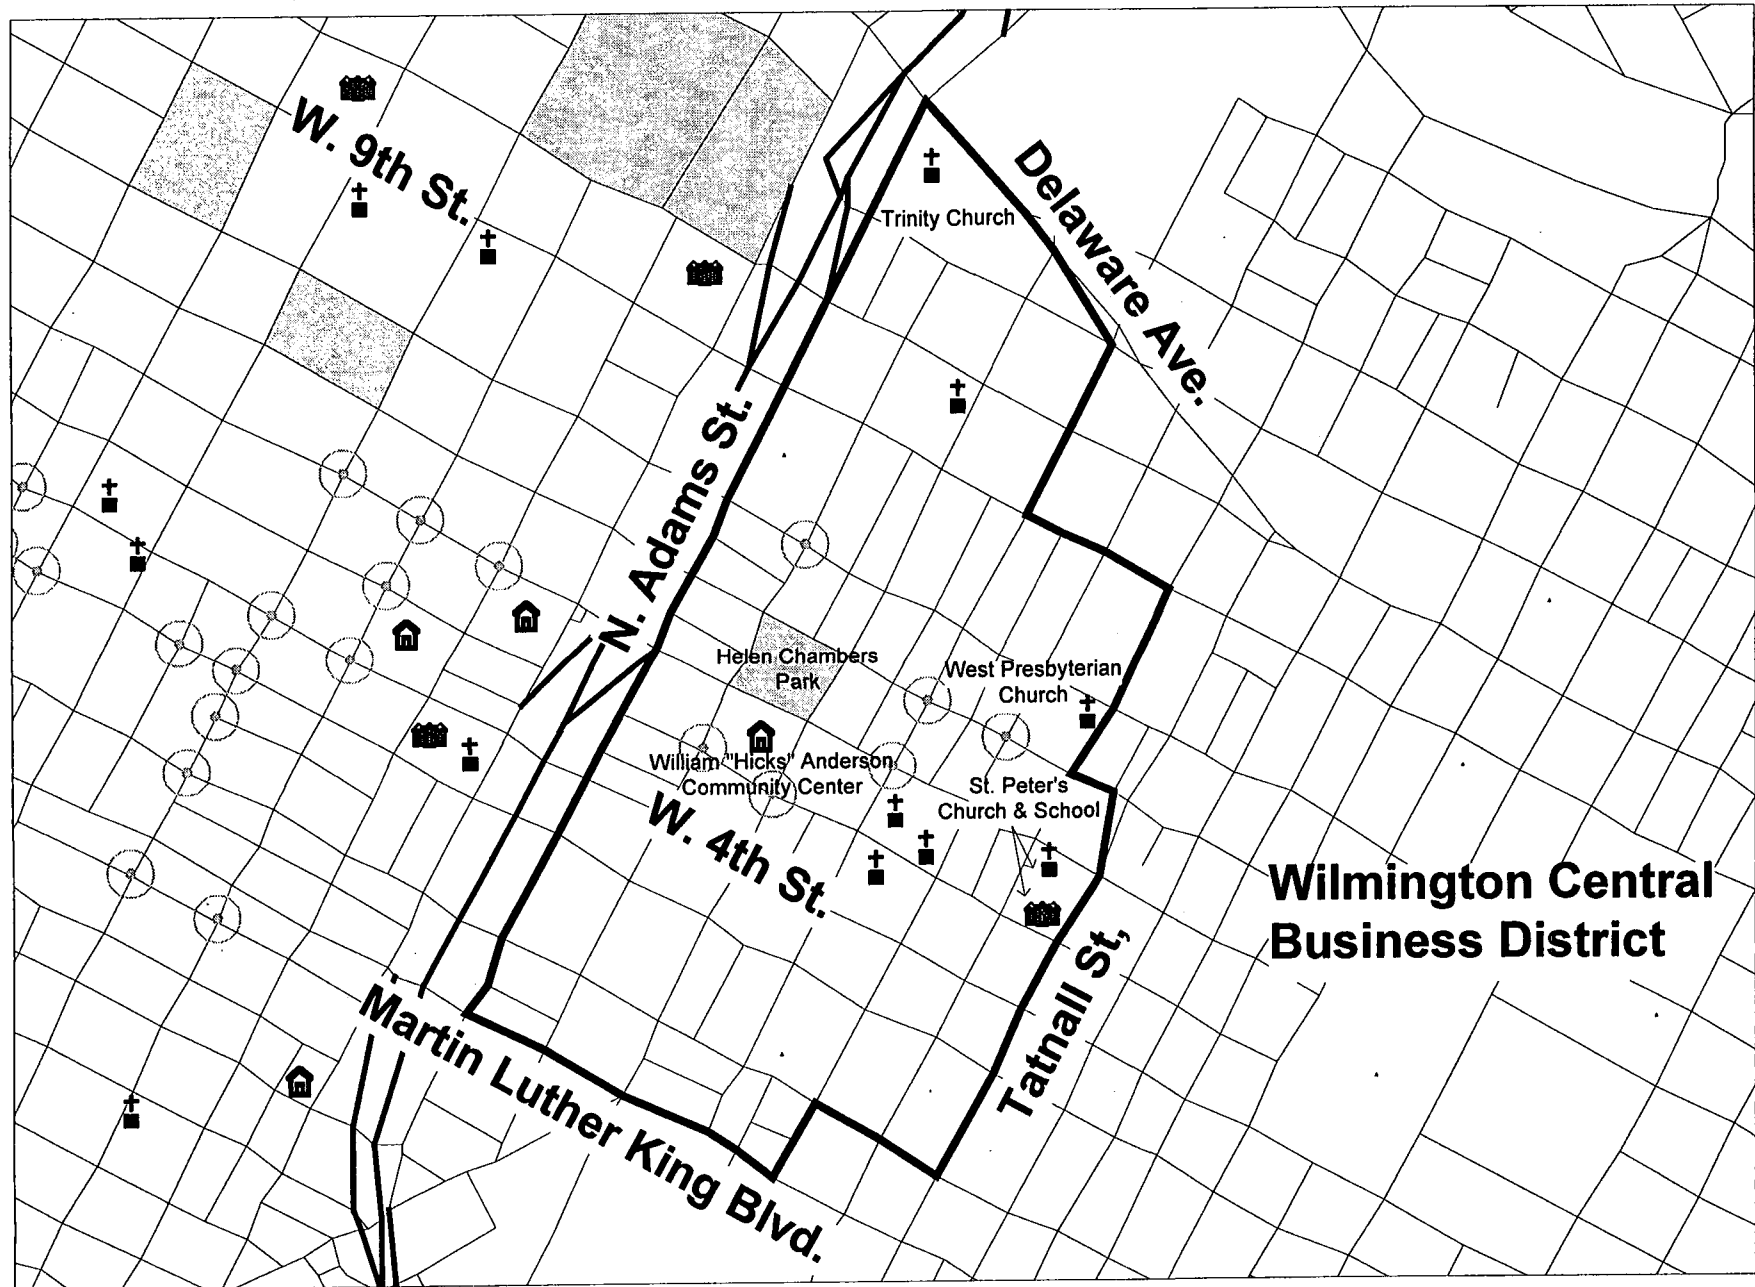 W. 9th St.
Delaware Ave.
Trinity Church
N. Adams St.
Helen Chambers
Park
West Presbyterian
Church
William "Hicks" Anderson
Community Center
St. Peter's
Church & School
W. 4th St.
Wilmington Central
Business District
Tatnall St,
Martin Luther King Blvd.